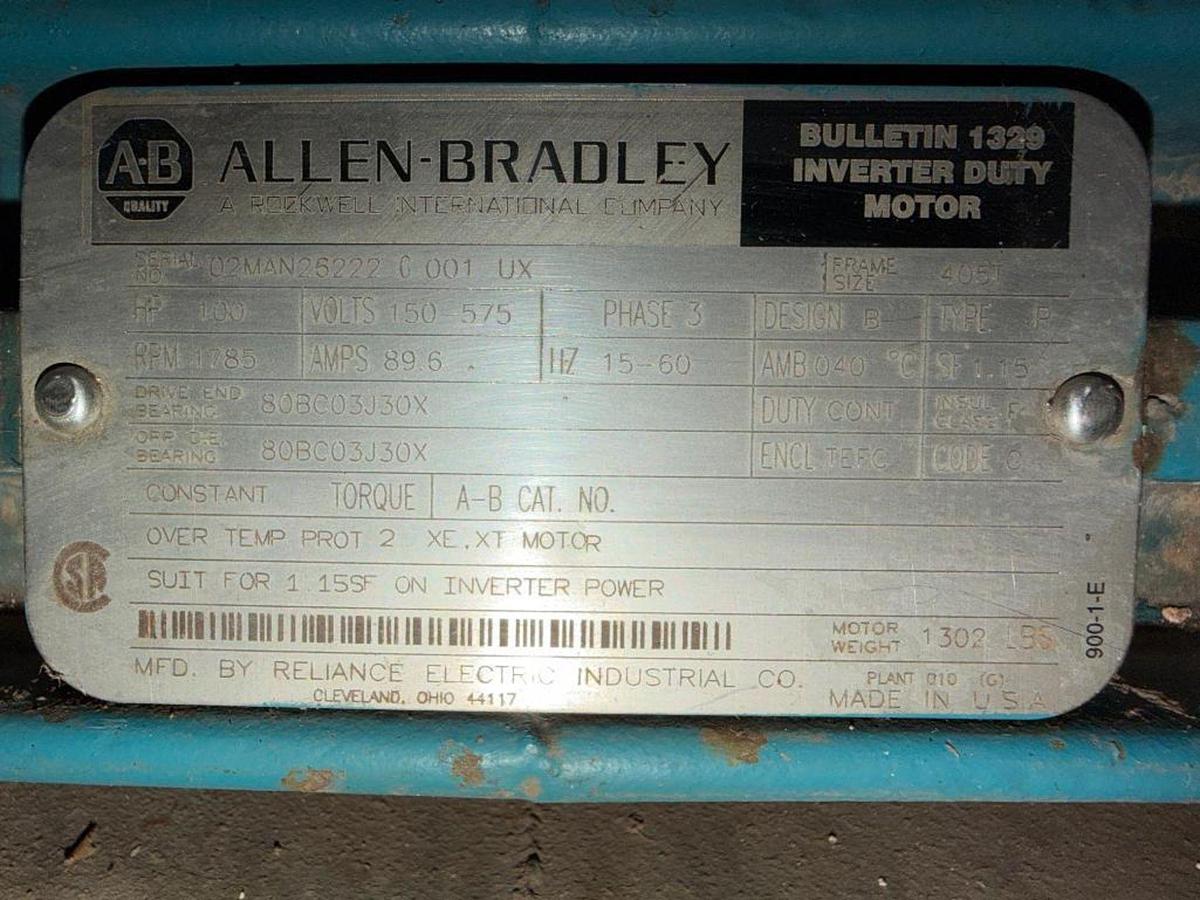 A-B QUALITY ALLEN-BRADLEY
A ROCKWELL INTERNATIONAL COMPANY
BULLETIN 1329
INVERTER DUTY
MOTOR
SERIAL NO 02MAN26222 G 001 UX FRAME SIZE 405T
HP 100 VOLTS 150 575 PHASE 3 DESIGN B TYPE P
RPM 1785 AMPS 89.6 HZ 15-60 AMB 040 °C SF 1.15
DRIVE END BEARING 80BC03J30X DUTY CONT INSUL CLASS F
OPP D.E. BEARING 80BC03J30X ENCL TEFC CODE G
CONSTANT TORQUE A-B CAT. NO.
OVER TEMP PROT 2 XE,XT MOTOR
SUIT FOR 1.15SF ON INVERTER POWER
MOTOR WEIGHT 1302 LBS
MFD. BY RELIANCE ELECTRIC INDUSTRIAL CO. PLANT 010 (G)
CLEVELAND, OHIO 44117 MADE IN U.S.A
900-1-E